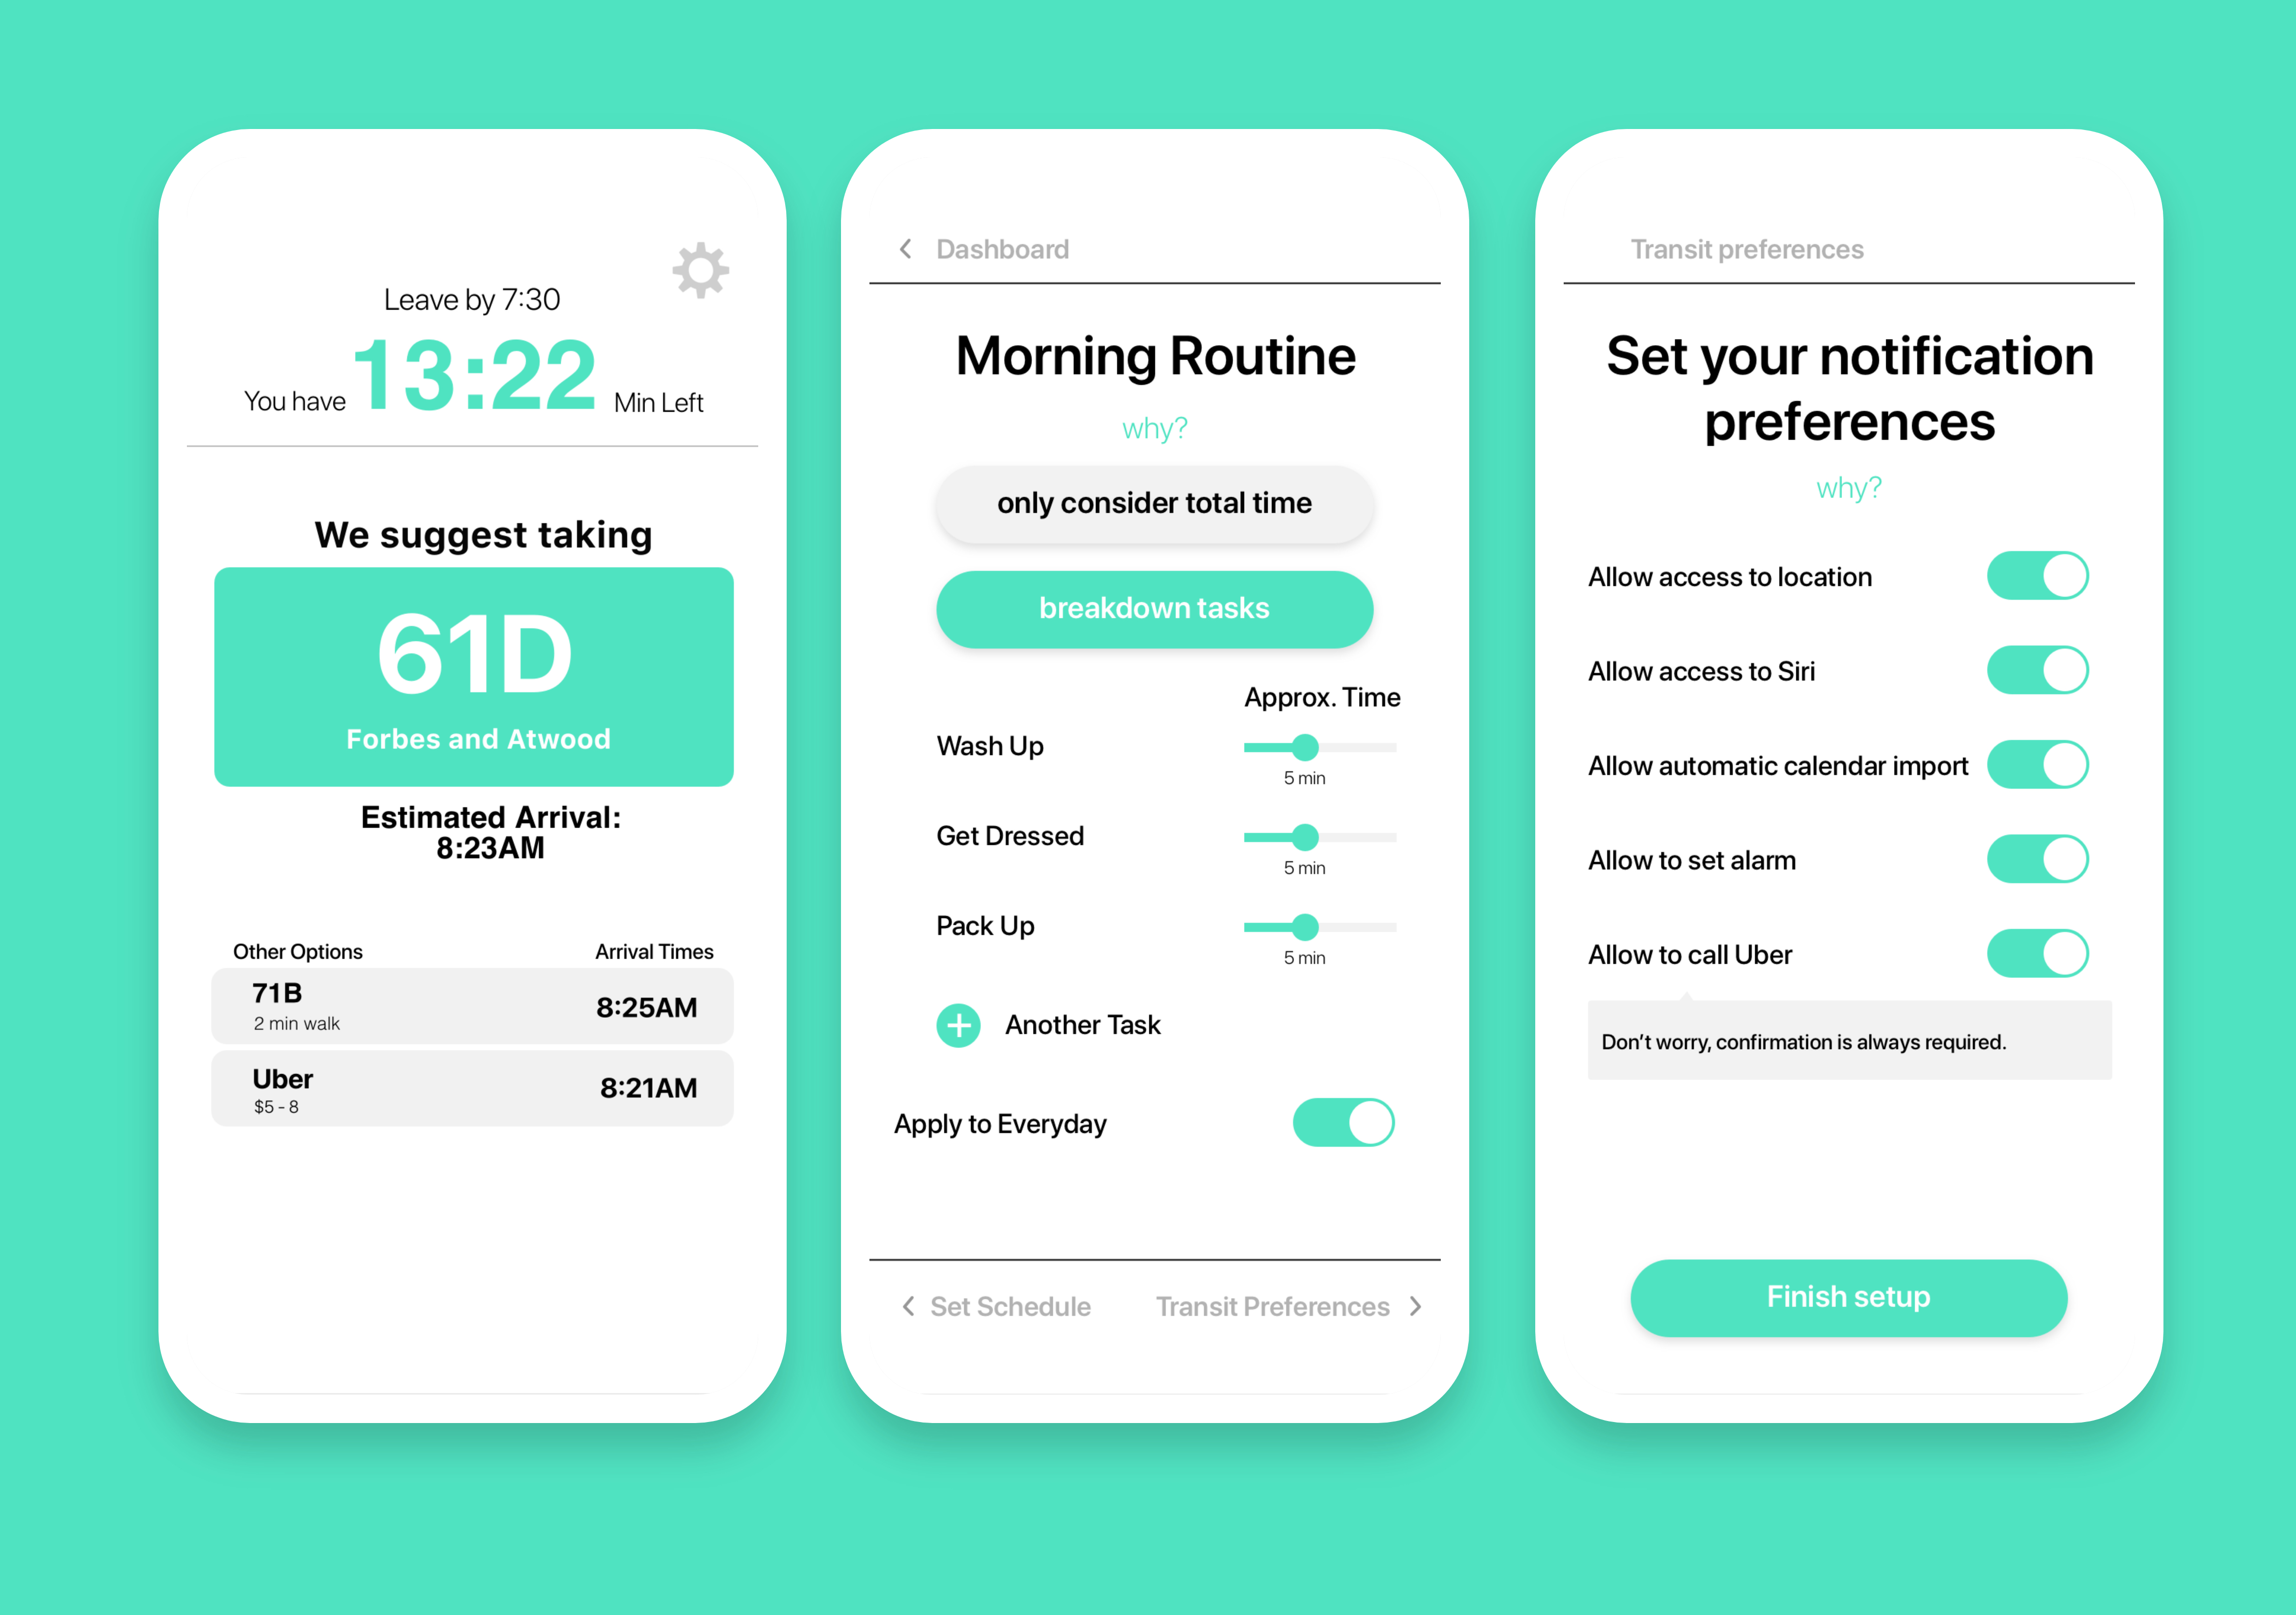 Leave by 7:30
You have 13:22 Min Left
We suggest taking
61D
Forbes and Atwood
Estimated Arrival:
8:23AM
Other Options Arrival Times
71B
2 min walk
8:25AM
Uber
$5 - 8
8:21AM
Dashboard
Morning Routine
why?
only consider total time
breakdown tasks
Approx. Time
Wash Up
5 min
Get Dressed
5 min
Pack Up
5 min
Another Task
Apply to Everyday
Set Schedule Transit Preferences
Transit preferences
Set your notification
preferences
why?
Allow access to location
Allow access to Siri
Allow automatic calendar import
Allow to set alarm
Allow to call Uber
Don’t worry, confirmation is always required.
Finish setup